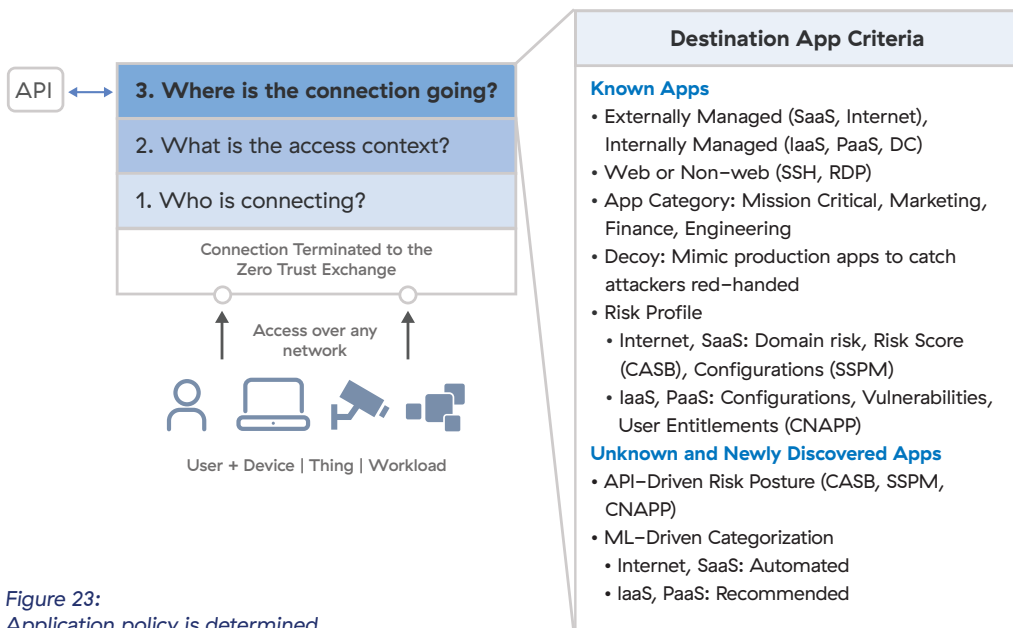 API
3. Where is the connection going?
2. What is the access context?
1. Who is connecting?
Connection Terminated to the
Zero Trust Exchange
Access over any
network
User + Device | Thing | Workload
Figure 23:
Application policy is determined
Destination App Criteria
Known Apps
• Externally Managed (SaaS, Internet),
Internally Managed (IaaS, PaaS, DC)
• Web or Non-web (SSH, RDP)
• App Category: Mission Critical, Marketing,
Finance, Engineering
• Decoy: Mimic production apps to catch
attackers red-handed
• Risk Profile
• Internet, SaaS: Domain risk, Risk Score
(CASB), Configurations (SSPM)
• IaaS, PaaS: Configurations, Vulnerabilities,
User Entitlements (CNAPP)
Unknown and Newly Discovered Apps
• API-Driven Risk Posture (CASB, SSPM,
CNAPP)
• ML-Driven Categorization
• Internet, SaaS: Automated
• IaaS, PaaS: Recommended